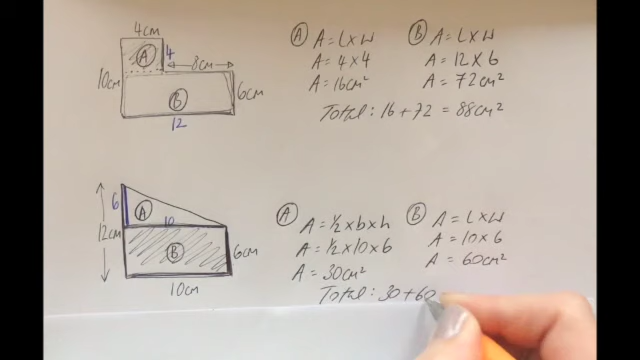 4cm
A
4
8cm
10cm
B
6cm
12
A A = L x W
A = 4 x 4
A = 16cm²
B A = L x W
A = 12 x 6
A = 72cm²
Total: 16 + 72 = 88cm²
6
A
12cm
10
B
6cm
10cm
A A = 1/2 x b x h
A = 1/2 x 10 x 6
A = 30cm²
B A = L x W
A = 10 x 6
A = 60cm²
Total: 30 + 60